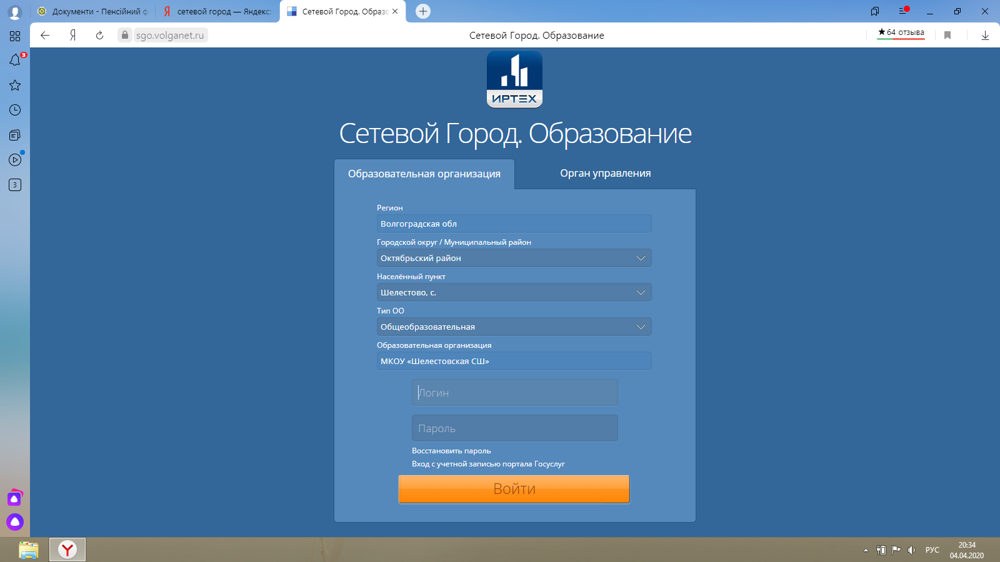 Документи - Пенсійний ф
сетевой город — Яндекс
Сетевой Город. Образо
sgo.volganet.ru
Сетевой Город. Образование
★64 отзыва
3
3
ИРТЕХ
Сетевой Город. Образование
Образовательная организация
Орган управления
Регион
Волгоградская обл
Городской округ / Муниципальный район
Октябрьский район
Населённый пункт
Шелестово, с.
Тип ОО
Общеобразовательная
Образовательная организация
МКОУ «Шелестовская СШ»
Логин
Пароль
Восстановить пароль
Вход с учетной записью портала Госуслуг
Войти
РУС
20:34
04.04.2020